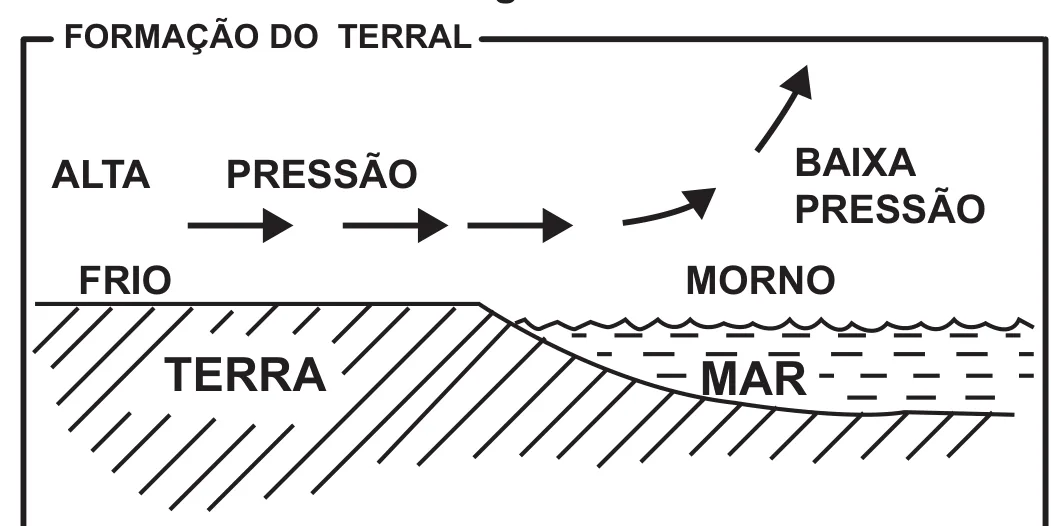 FORMAÇÃO DO TERRAL
ALTA PRESSÃO
BAIXA
PRESSÃO
FRIO
MORNO
TERRA
MAR